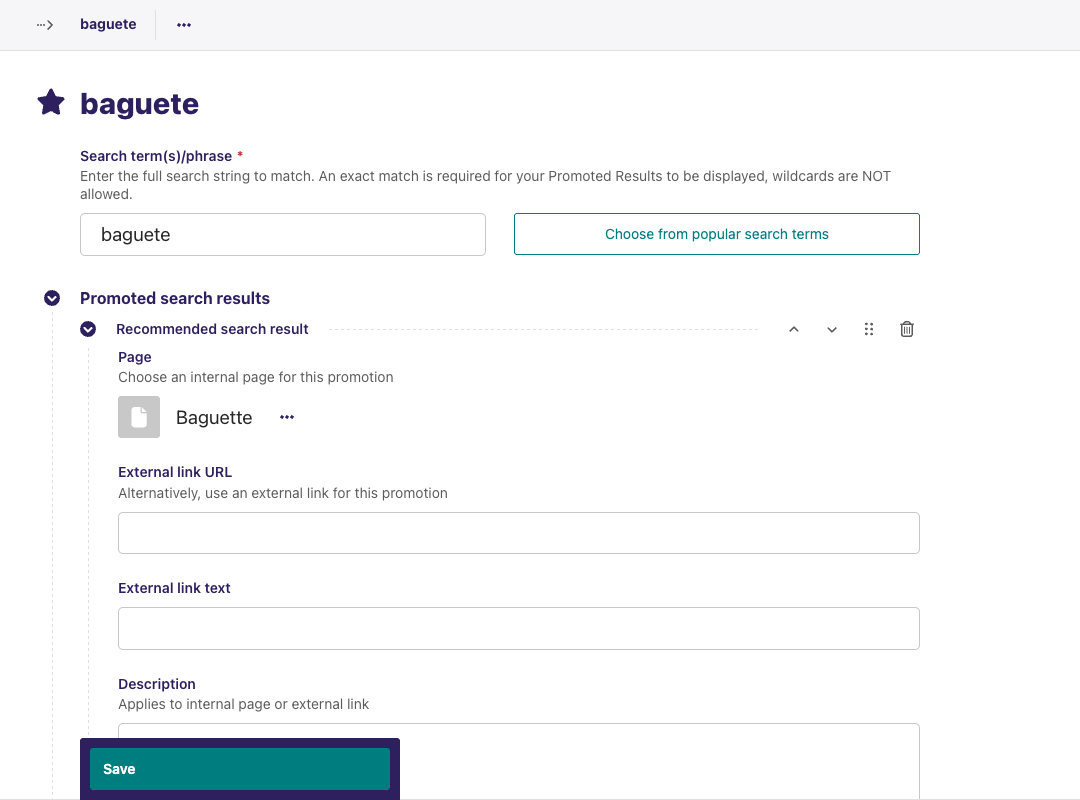 baguete
baguete
Search term(s)/phrase *
Enter the full search string to match. An exact match is required for your Promoted Results to be displayed, wildcards are NOT
allowed.
baguete
Choose from popular search terms
Promoted search results
Recommended search result
Page
Choose an internal page for this promotion
Baguette
External link URL
Alternatively, use an external link for this promotion
External link text
Description
Applies to internal page or external link
Save